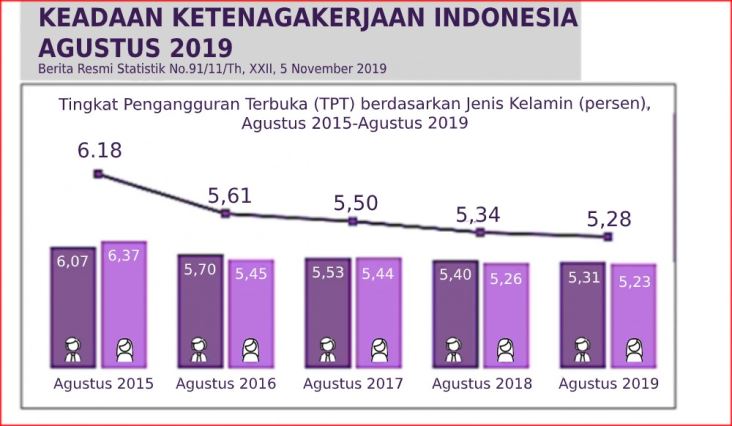 KEADAAN KETENAGAKERJAAN INDONESIA
AGUSTUS 2019
Berita Resmi Statistik No.91/11/Th, XXII, 5 November 2019
Tingkat Pengangguran Terbuka (TPT) berdasarkan Jenis Kelamin (persen),
Agustus 2015-Agustus 2019
6.18
5,61
5,50
5,34
5,28
6,07 6,37
5,70 5,45
5,53 5,44
5,40 5,26
5,31 5,23
Agustus 2015 Agustus 2016 Agustus 2017 Agustus 2018 Agustus 2019